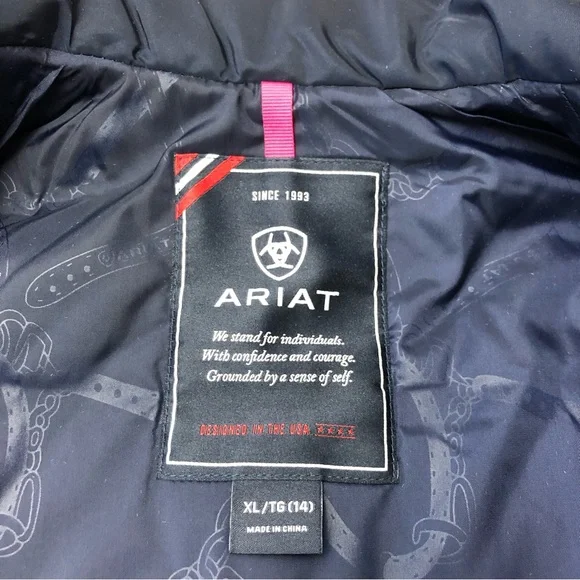 SINCE 1993
ARIAT
We stand for individuals.
With confidence and courage.
Grounded by a sense of self.
DESIGNED IN THE USA
XL/TG (14)
MADE IN CHINA